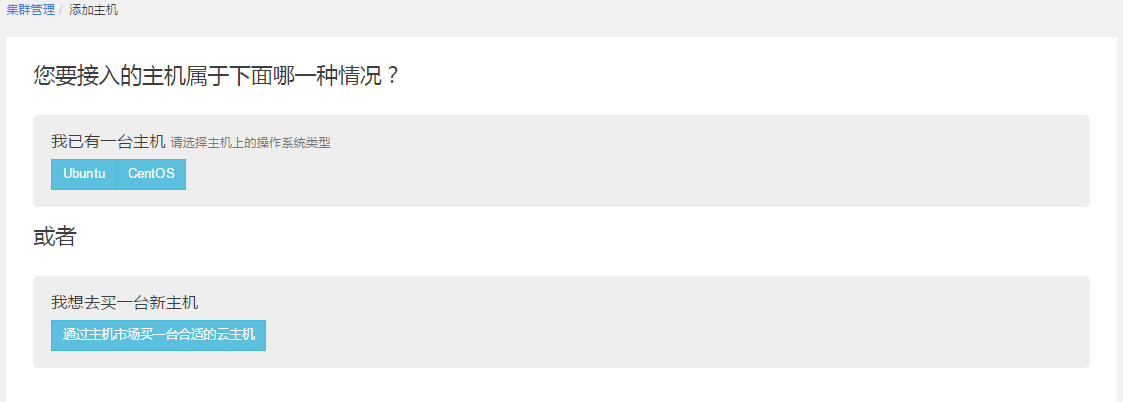 集群管理 / 添加主机
您要接入的主机属于下面哪一种情况？
我已有一台主机 请选择主机上的操作系统类型
Ubuntu CentOS
或者
我想去买一台新主机
通过主机市场买一台合适的云主机